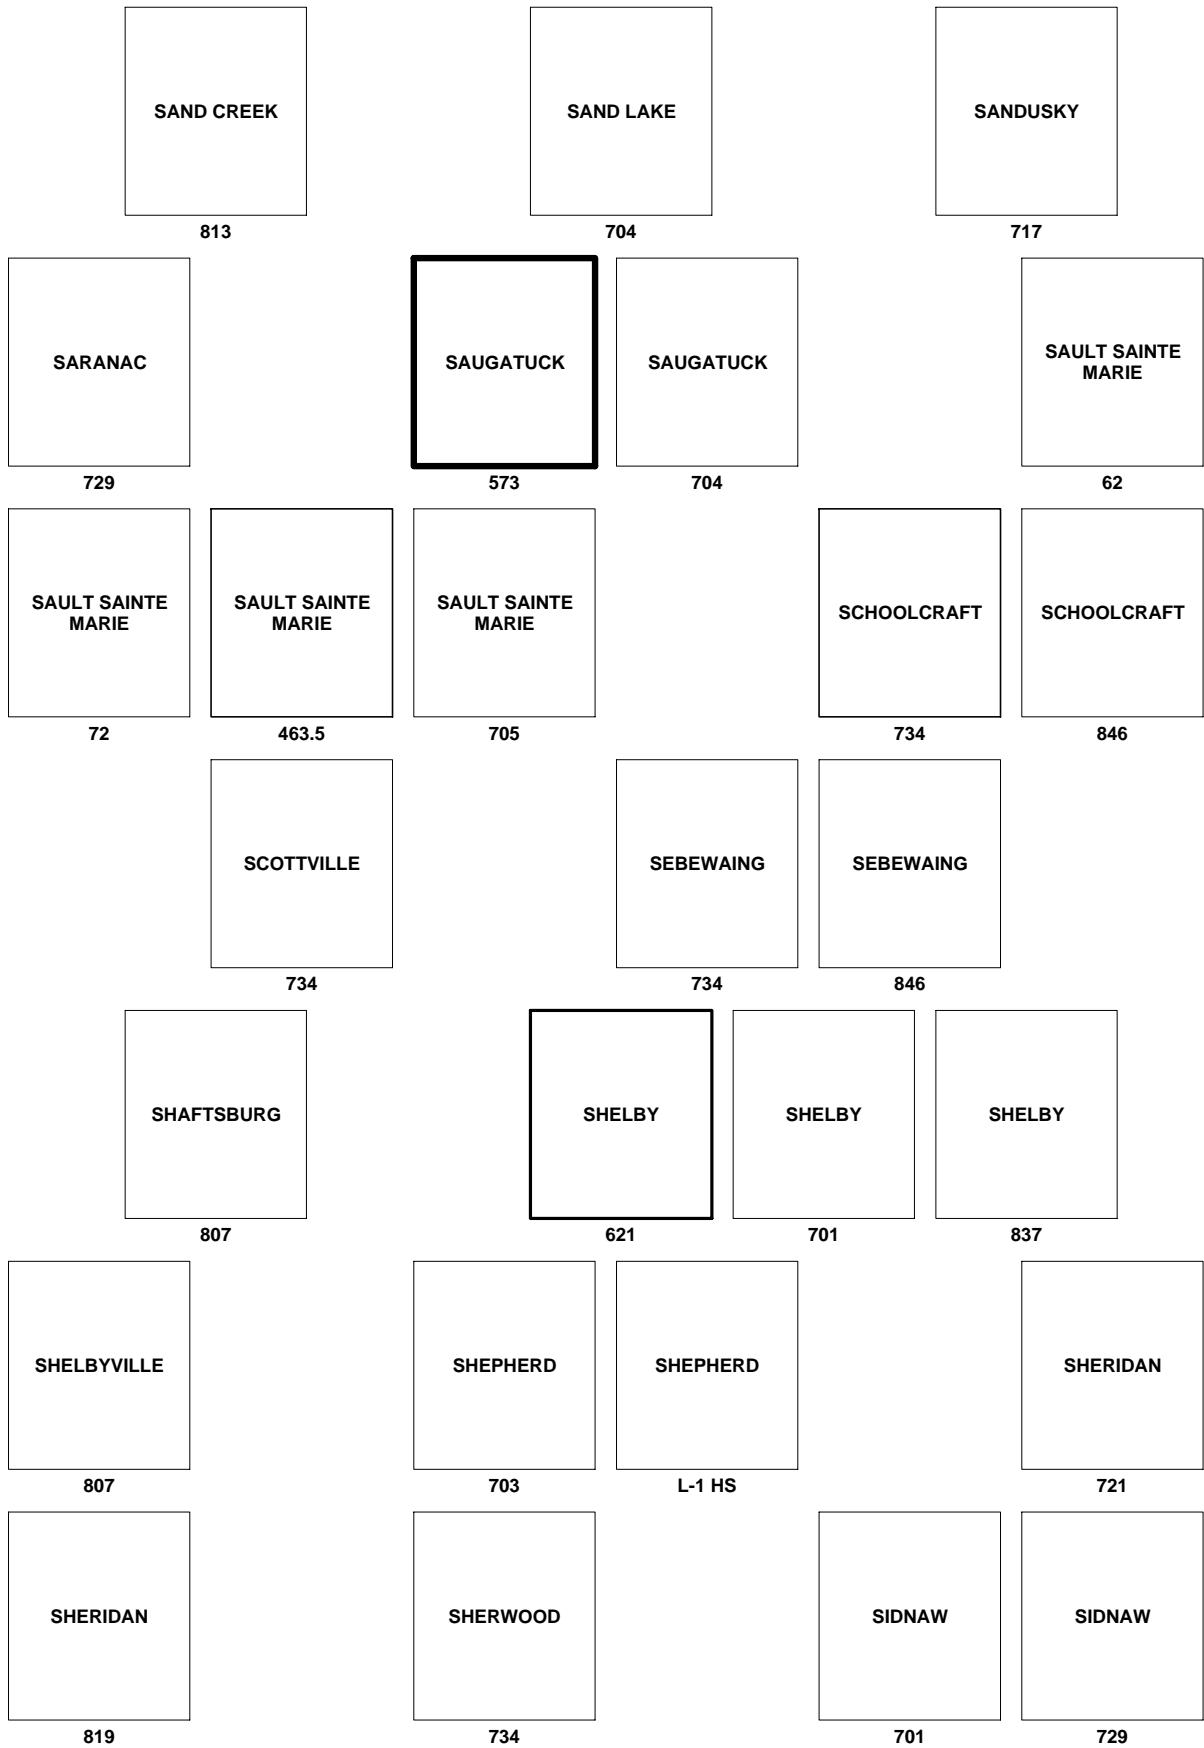 SAND CREEK
813
SAND LAKE
704
SANDUSKY
717
SARANAC
729
SAUGATUCK
573
SAUGATUCK
704
SAULT SAINTE
MARIE
62
SAULT SAINTE
MARIE
72
SAULT SAINTE
MARIE
463.5
SAULT SAINTE
MARIE
705
SCHOOLCRAFT
734
SCHOOLCRAFT
846
SCOTTVILLE
734
SEBEWAING
734
SEBEWAING
846
SHAFTSBURG
807
SHELBY
621
SHELBY
701
SHELBY
837
SHELBYVILLE
807
SHEPHERD
703
SHEPHERD
L-1 HS
SHERIDAN
721
SHERIDAN
819
SHERWOOD
734
SIDNAW
701
SIDNAW
729